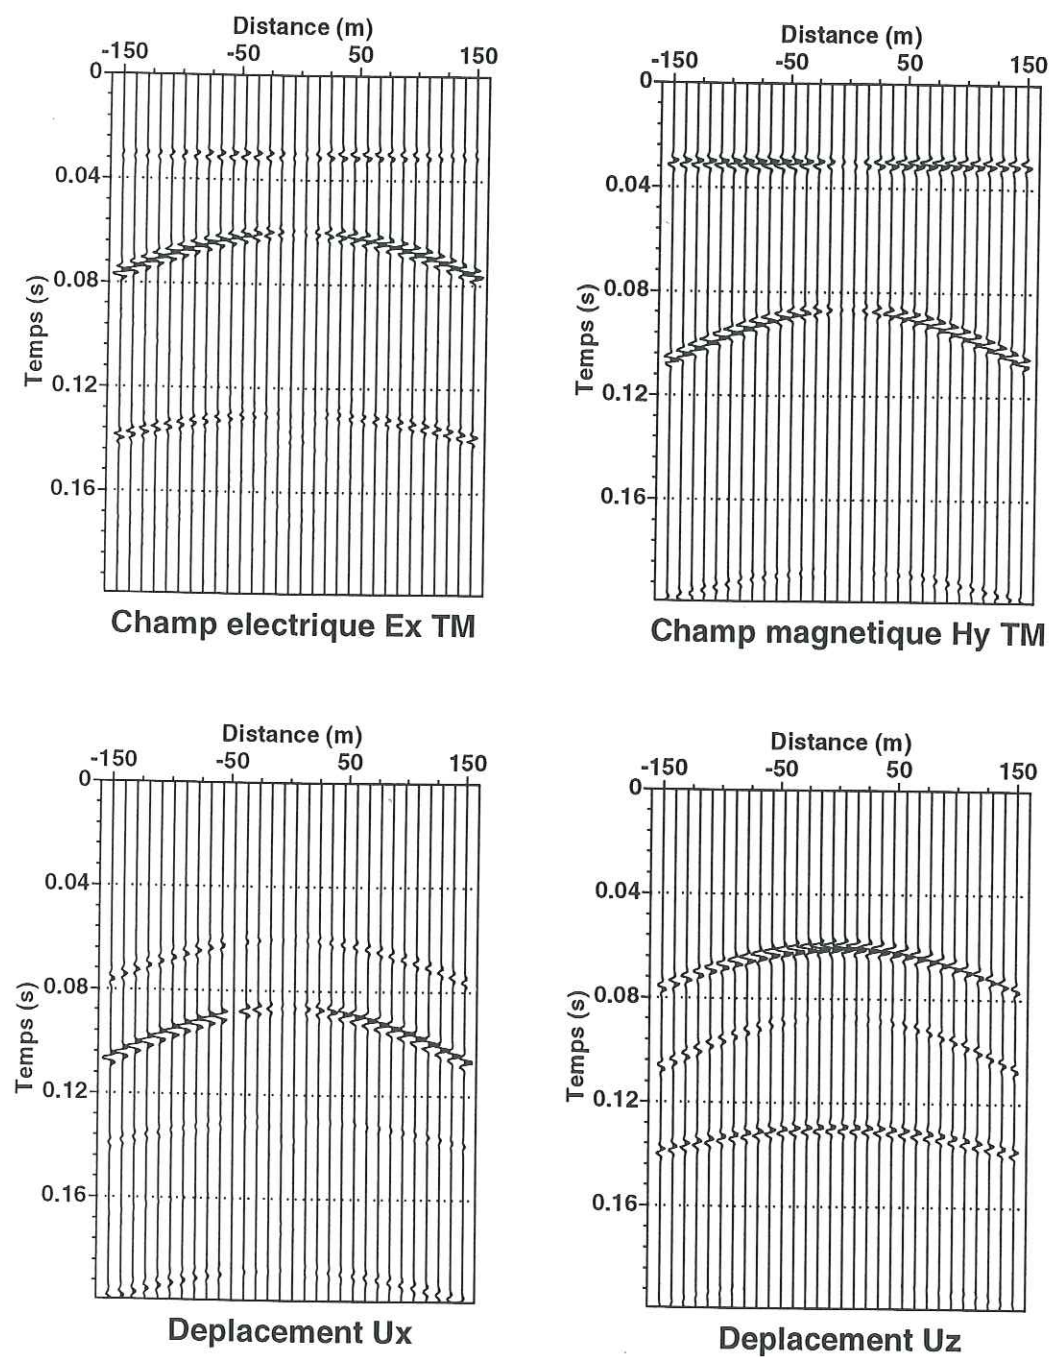 Distance (m)
-150 -50 50 150
0
0.04
0.08
0.12
0.16
Temps (s)
Champ electrique Ex TM
Distance (m)
-150 -50 50 150
0
0.04
0.08
0.12
0.16
Temps (s)
Champ magnetique Hy TM
Distance (m)
-150 -50 50 150
0
0.04
0.08
0.12
0.16
Temps (s)
Deplacement Ux
Distance (m)
-150 -50 50 150
0
0.04
0.08
0.12
0.16
Temps (s)
Deplacement Uz